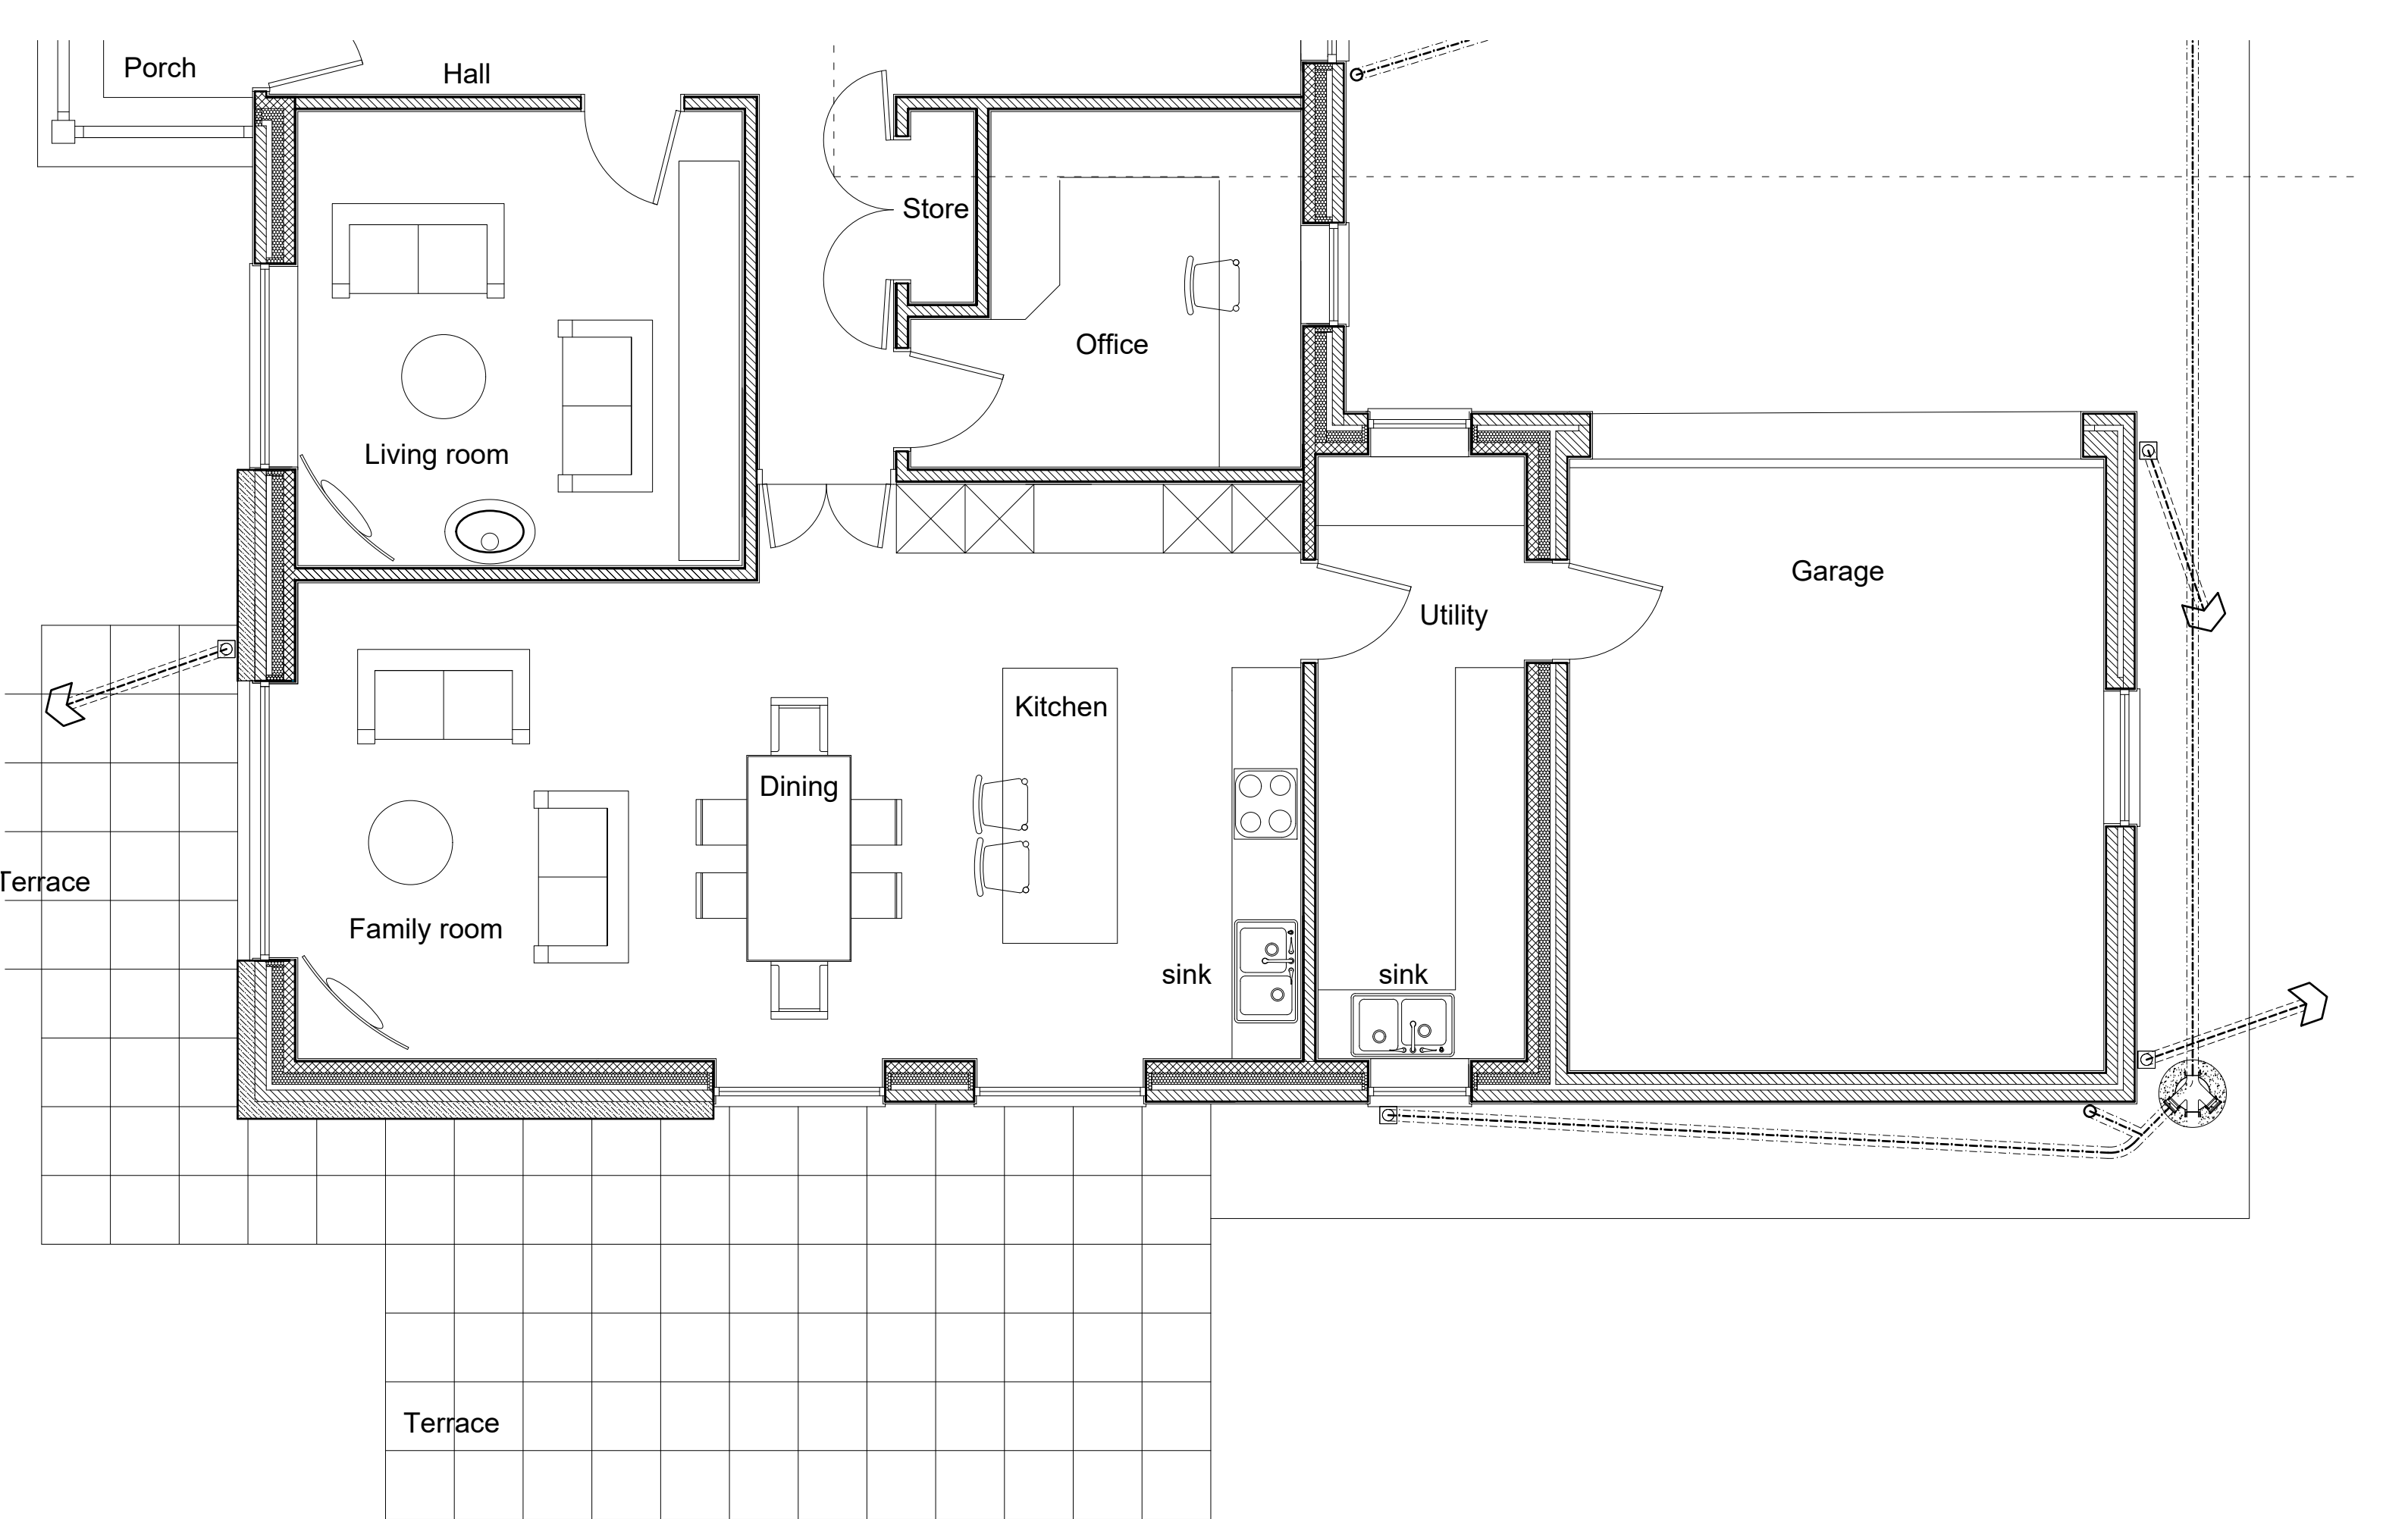 Porch
Hall
Store
Office
Living room
Garage
Utility
Kitchen
Dining
Terrace
Family room
sink
sink
Terrace